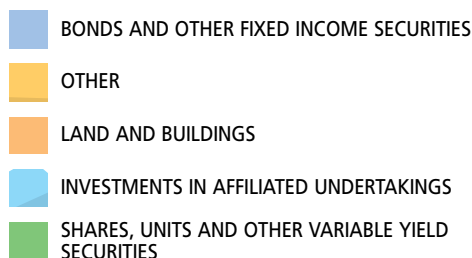 BONDS AND OTHER FIXED INCOME SECURITIES
OTHER
LAND AND BUILDINGS
INVESTMENTS IN AFFILIATED UNDERTAKINGS
SHARES, UNITS AND OTHER VARIABLE YIELD
SECURITIES